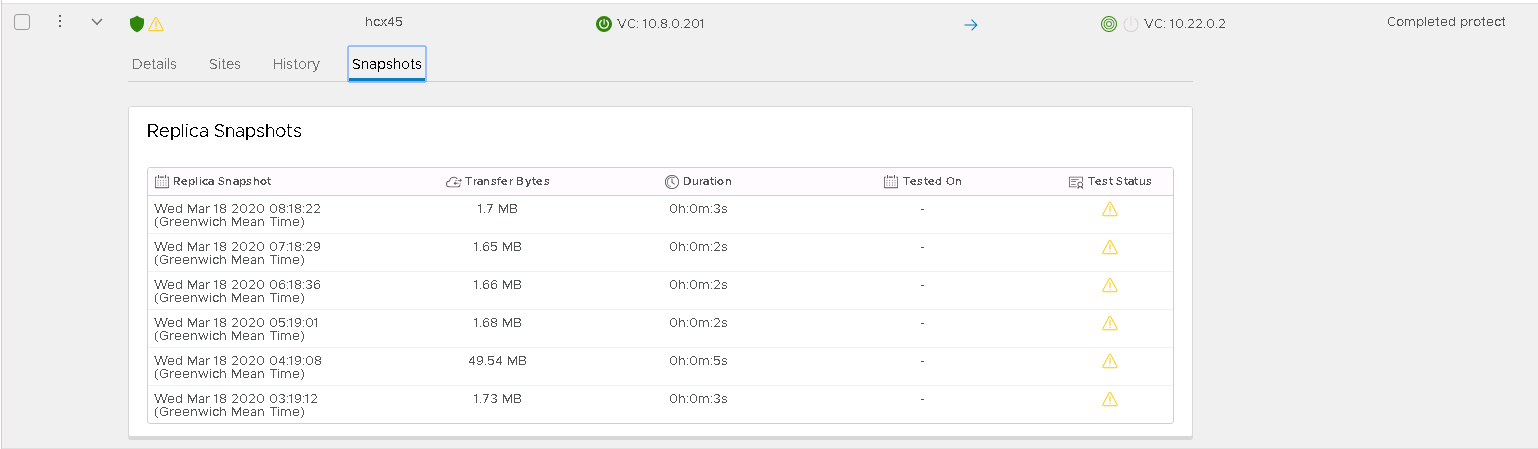 hcx45 VC: 10.8.0.201 VC: 10.22.0.2 Completed protect
Details Sites History Snapshots
Replica Snapshots
Replica Snapshot Transfer Bytes Duration Tested On Test Status
Wed Mar 18 2020 08:18:22 1.7 MB 0h:0m:3s -
(Greenwich Mean Time)
Wed Mar 18 2020 07:18:29 1.65 MB 0h:0m:2s -
(Greenwich Mean Time)
Wed Mar 18 2020 06:18:36 1.66 MB 0h:0m:2s -
(Greenwich Mean Time)
Wed Mar 18 2020 05:19:01 1.68 MB 0h:0m:2s -
(Greenwich Mean Time)
Wed Mar 18 2020 04:19:08 49.54 MB 0h:0m:5s -
(Greenwich Mean Time)
Wed Mar 18 2020 03:19:12 1.73 MB 0h:0m:3s -
(Greenwich Mean Time)